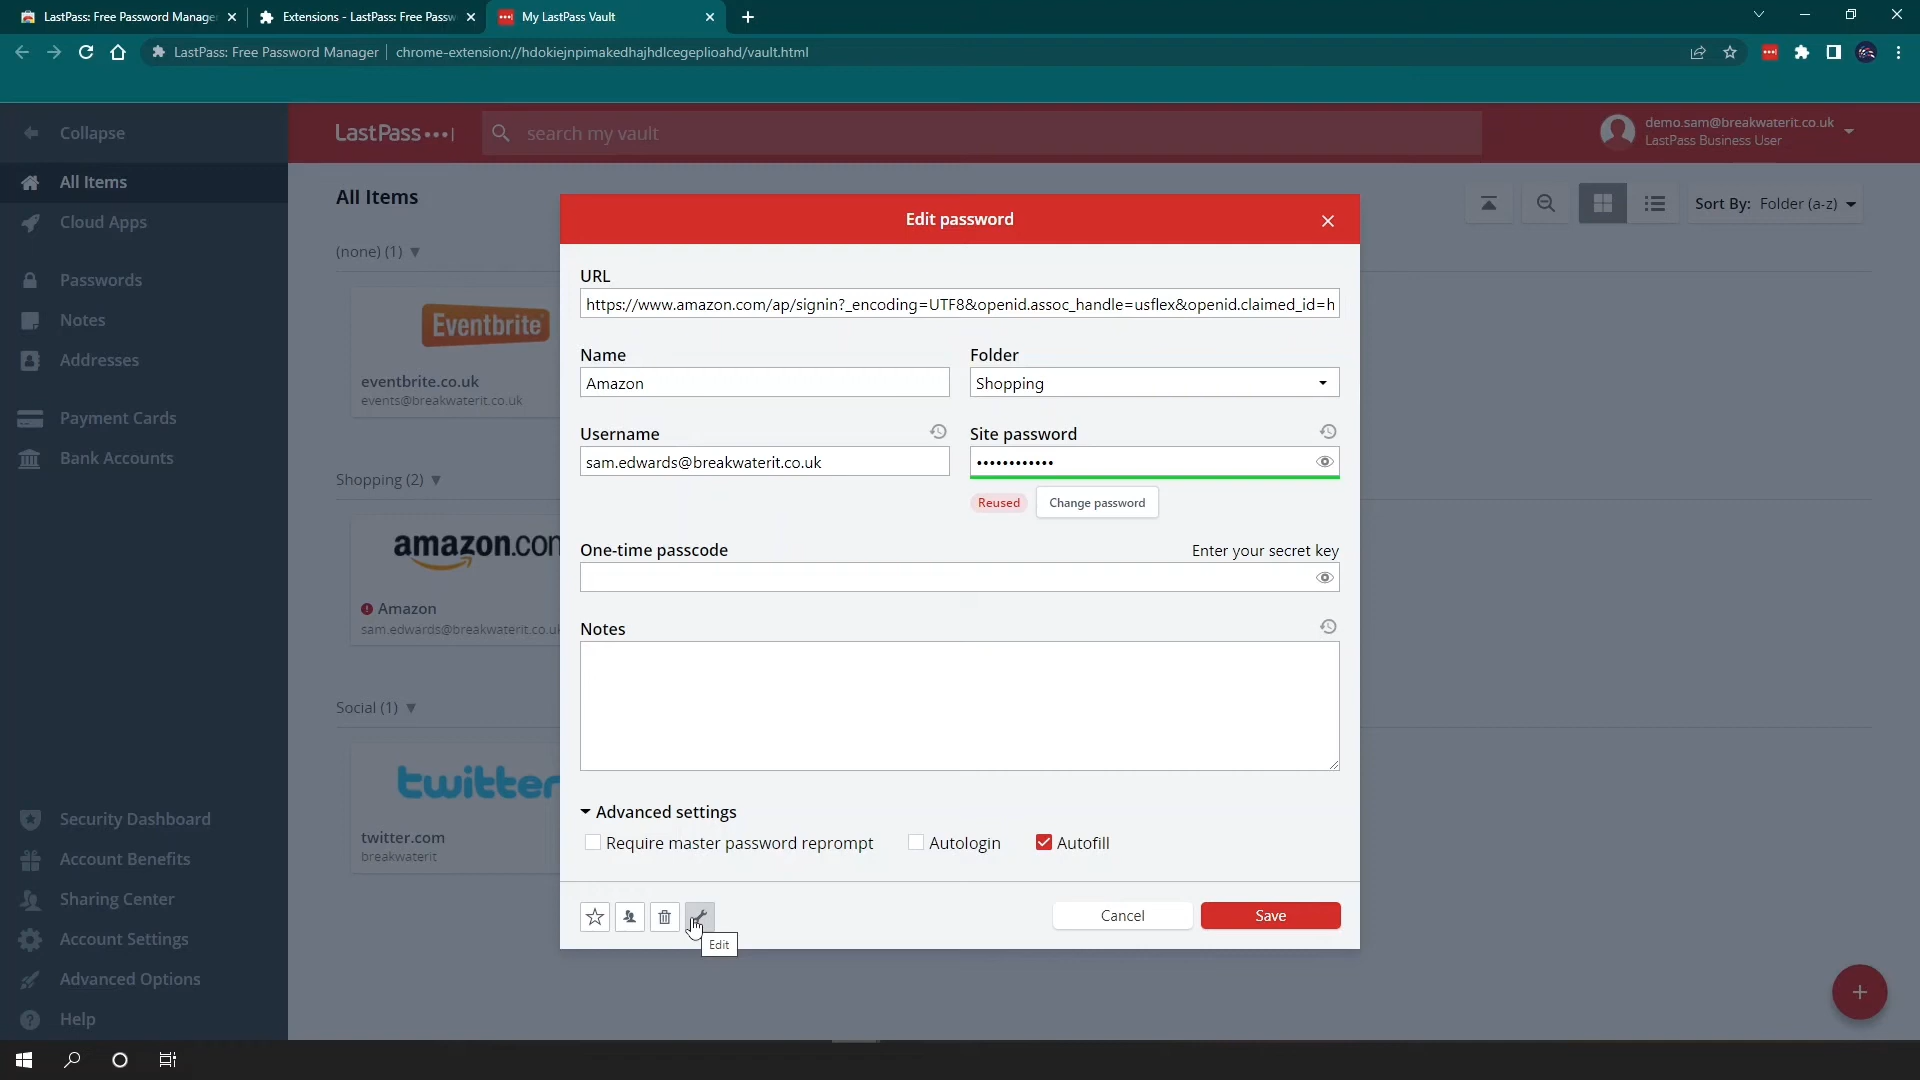 LastPass: Free Password Manage
Extensions - LastPass: Free Passw
My LastPass Vault
LastPass: Free Password Manager
chrome-extension://hdokiejnpimakedhajhdlcegeplioahd/vault.html
Collapse
LastPass
search my vault
demo.sam@breakwaterit.co.uk
LastPass Business User
All Items
Cloud Apps
Passwords
Notes
Addresses
Payment Cards
Bank Accounts
Security Dashboard
Account Benefits
Sharing Center
Account Settings
Advanced Options
Help
All Items
Sort By: Folder (a-z)
(none) (1)
Eventbrite
eventbrite.co.uk
events@breakwaterit.co.uk
Shopping (2)
amazon.con
Amazon
sam.edwards@breakwaterit.co.uk
Social (1)
twitter
twitter.com
breakwaterit
Edit password
URL
https://www.amazon.com/ap/signin?_encoding=UTF8&openid.assoc_handle=usflex&openid.claimed_id=h
Name
Folder
Amazon
Shopping
Username
Site password
sam.edwards@breakwaterit.co.uk
••••••••••••
Reused
Change password
One-time passcode
Enter your secret key
Notes
Advanced settings
Require master password reprompt
Autologin
Autofill
Cancel
Save
Edit